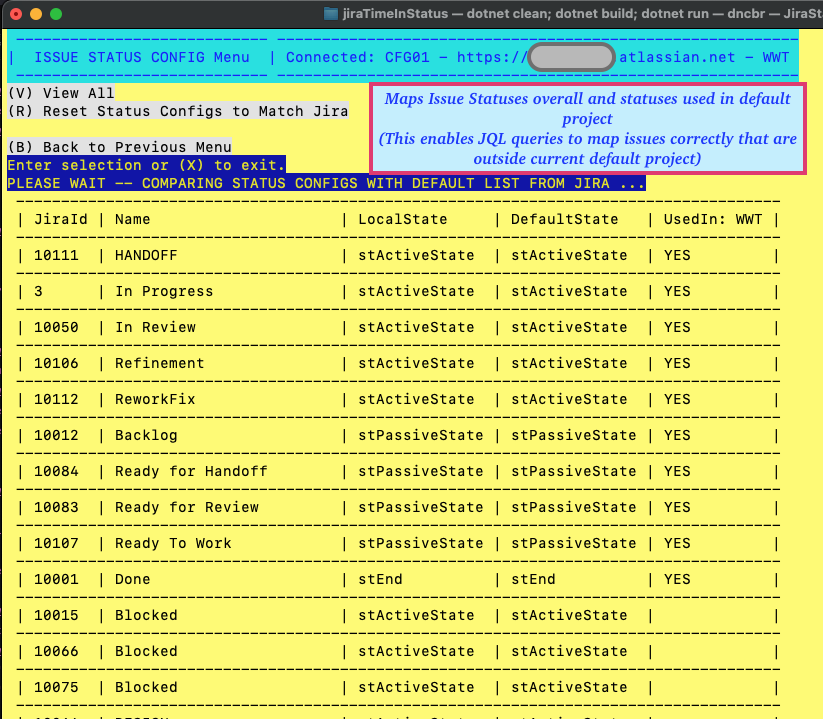 jiraTimeInStatus — dotnet clean; dotnet build; dotnet run — dncbr — JiraSta
| ISSUE STATUS CONFIG Menu | Connected: CFG01 – https:// atlassian.net – WWT
(V) View All
(R) Reset Status Configs to Match Jira
Maps Issue Statuses overall and statuses used in default
project
(This enables JQL queries to map issues correctly that are
outside current default project)
(B) Back to Previous Menu
Enter selection or (X) to exit.
PLEASE WAIT –– COMPARING STATUS CONFIGS WITH DEFAULT LIST FROM JIRA ...
| JiraId | Name | LocalState | DefaultState | UsedIn: WWT |
| 10111 | HANDOFF | stActiveState | stActiveState | YES |
| 3 | In Progress | stActiveState | stActiveState | YES |
| 10050 | In Review | stActiveState | stActiveState | YES |
| 10106 | Refinement | stActiveState | stActiveState | YES |
| 10112 | ReworkFix | stActiveState | stActiveState | YES |
| 10012 | Backlog | stPassiveState | stPassiveState | YES |
| 10084 | Ready for Handoff | stPassiveState | stPassiveState | YES |
| 10083 | Ready for Review | stPassiveState | stPassiveState | YES |
| 10107 | Ready To Work | stPassiveState | stPassiveState | YES |
| 10001 | Done | stEnd | stEnd | YES |
| 10015 | Blocked | stActiveState | stActiveState | |
| 10066 | Blocked | stActiveState | stActiveState | |
| 10075 | Blocked | stActiveState | stActiveState | |